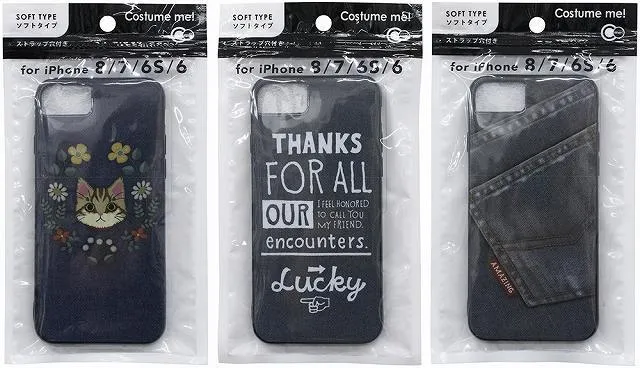 SOFT TYPE
ソフトタイプ
Costume me!
ストラップ穴付き
for iPhone 8/7/6S/6
SOFT TYPE
ソフトタイプ
Costume me!
ストラップ穴付き
for iPhone 8/7/6S/6
THANKS
FOR ALL
OUR
I FEEL HONORED
TO CALL YOU
MY FRIEND.
encounters.
Lucky
SOFT TYPE
ソフトタイプ
Costume me!
ストラップ穴付き
for iPhone 8/7/6S/6
AMAZING